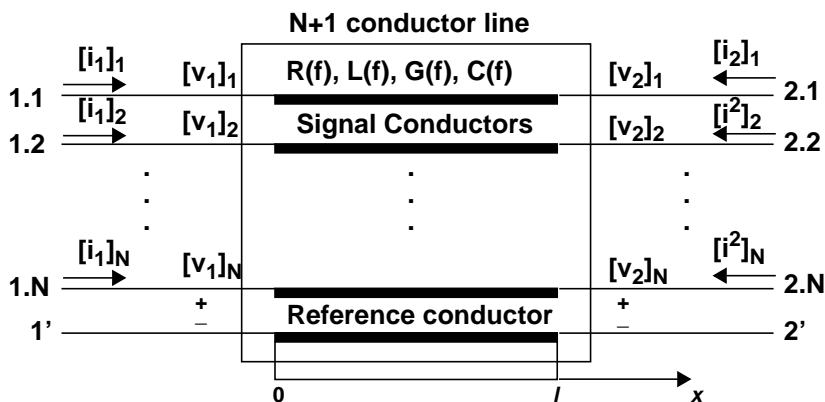 N+1 conductor line
[i1]1 [v1]1 R(f), L(f), G(f), C(f) [v2]1 [i2]1
1.1 2.1
[i1]2 [v1]2 Signal Conductors [v2]2 [i2]2
1.2 2.2
. . .
. . .
. . .
[i1]N [v1]N [v2]N [i2]N
1.N 2.N
+ +
_ Reference conductor _
1’ 2’
0 l x